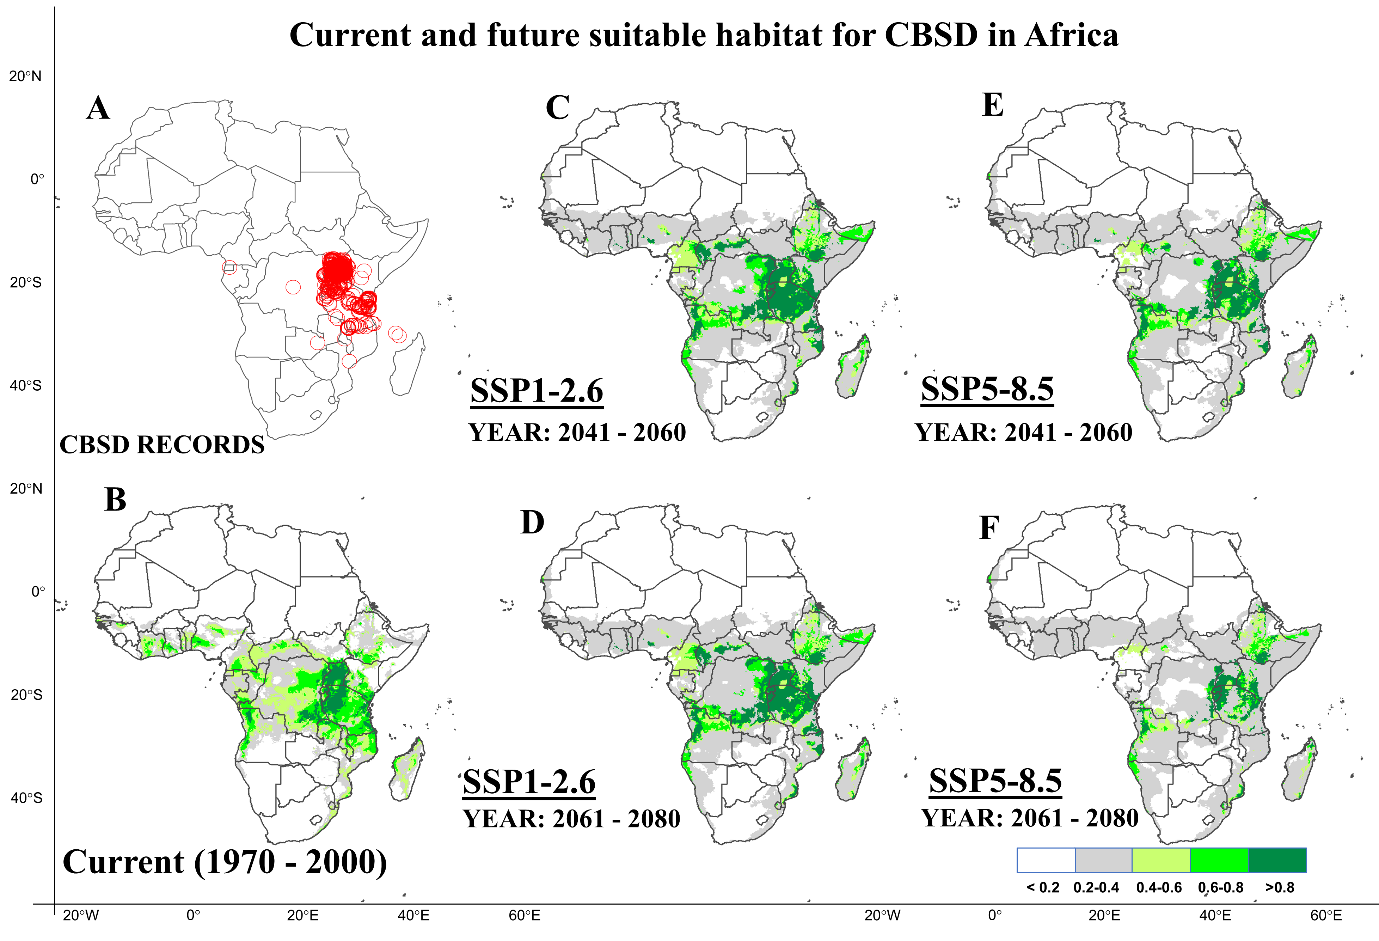 Current and future suitable habitat for CBSD in Africa
20°N
0°
20°S
40°S
A
CBSD RECORDS
C
SSP1-2.6
YEAR: 2041 - 2060
E
SSP5-8.5
YEAR: 2041 - 2060
20°N
0°
20°S
40°S
B
Current (1970 - 2000)
D
SSP1-2.6
YEAR: 2061 - 2080
F
SSP5-8.5
YEAR: 2061 - 2080
< 0.2 0.2-0.4 0.4-0.6 0.6-0.8 >0.8
20°W 0° 20°E 40°E 60°E 20°W 0° 20°E 40°E 60°E